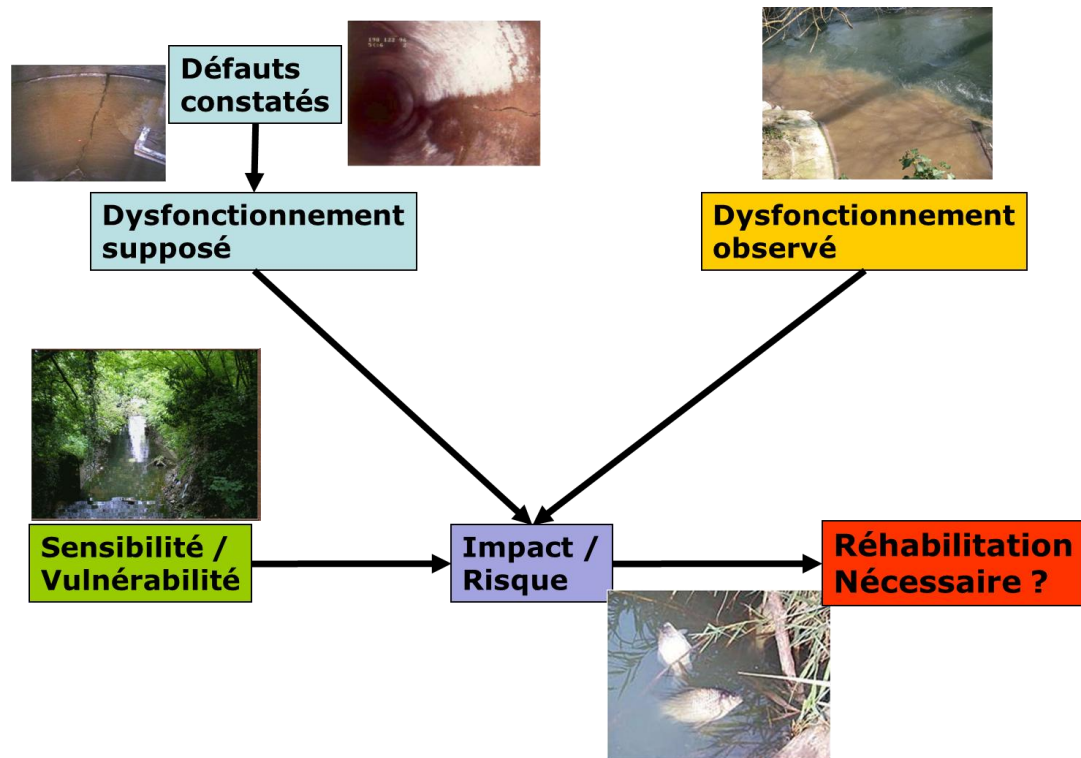 Défauts
constatés
Dysfonctionnement
supposé
Dysfonctionnement
observé
Sensibilité /
Vulnérabilité
Impact /
Risque
Réhabilitation
Nécessaire ?